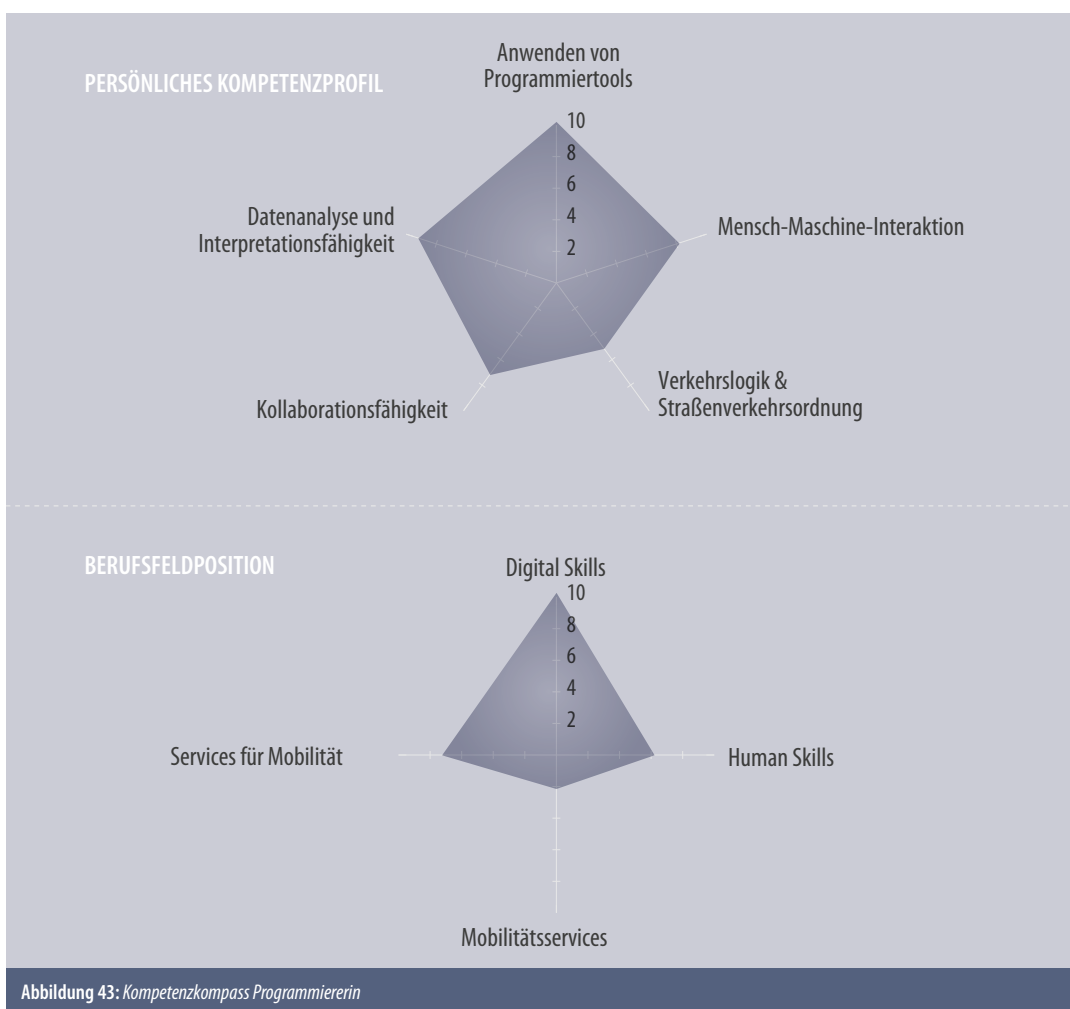 PERSÖNLICHES KOMPETENZPROFIL
Anwenden von
Programmiertools
10
8
6
4
2
Datenanalyse und
Interpretationsfähigkeit
Mensch-Maschine-Interaktion
Kollaborationsfähigkeit
Verkehrslogik &
Straßenverkehrsordnung
BERUFSFELDPOSITION
Digital Skills
10
8
6
4
2
Services für Mobilität
Human Skills
Mobilitätsservices
Abbildung 43: Kompetenzkompass Programmiererin